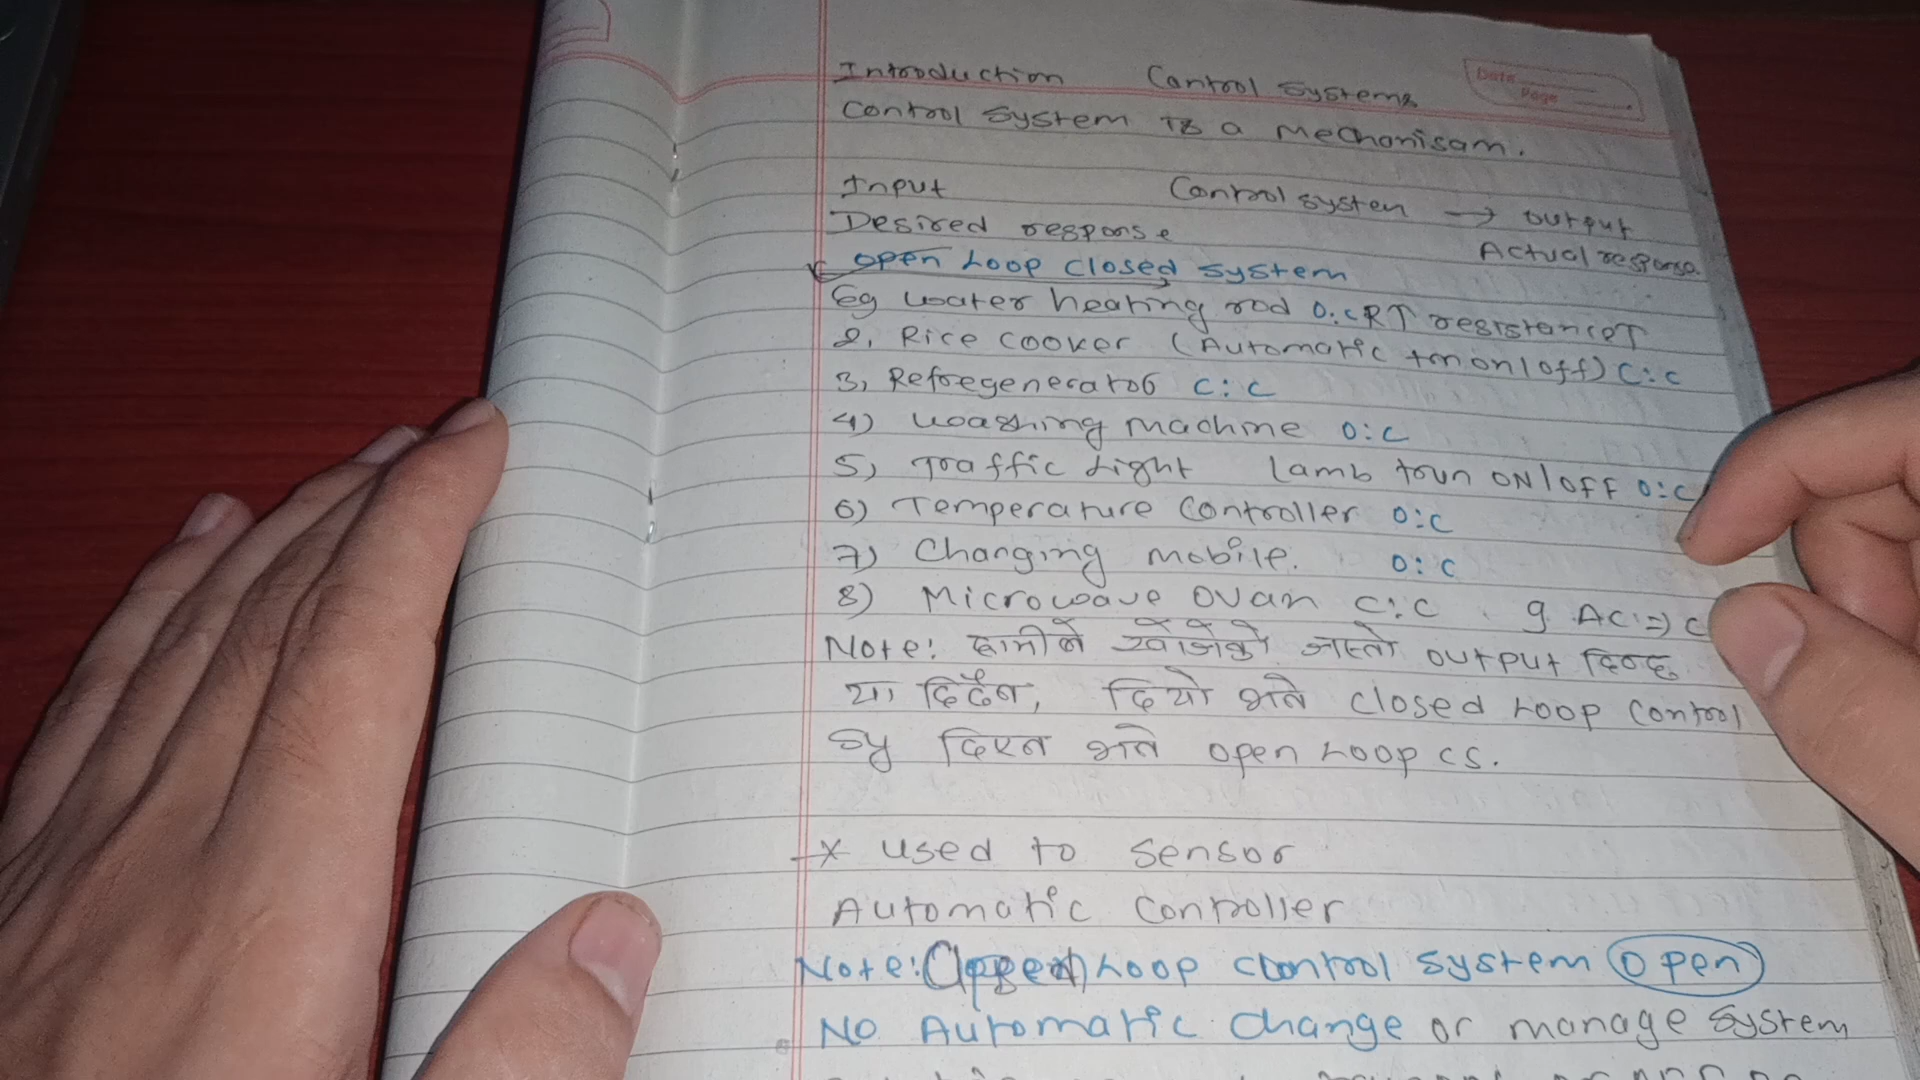 Introduction Control Systems
Date
Page
Control System is a mechanisam.
Input Control system → output
Desired response Actual response
open Loop closed system
Eg water heating rod O:C RT resistance↑
2, Rice cooker (Automatic turn on/off) C:C
3, Refregenerator C:C
4) washing machine O:C
5, Traffic Light Lamb turn ON/OFF O:C
6) Temperature Controller O:C
7) Changing mobile. O:C
8) Microwave Ovan C:C 9 AC => C
Note: हामीले खोजेको जस्तो output दिन्छ
या दिदैन, दियो भने closed Loop control
sy दिएन भने open Loop cs.
* used to sensor
Automatic Controller
Note: Loop control system open
NO Automatic change or manage system